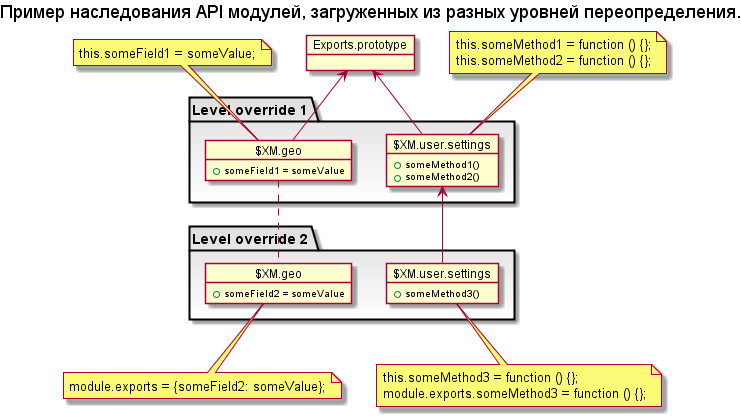 Пример наследования API модулей, загруженных из разных уровней переопределения.
this.someField1 = someValue;
Exports.prototype
this.someMethod1 = function () {};
this.someMethod2 = function () {};
Level override 1
$XM.geo
someField1 = someValue
$XM.user.settings
someMethod1()
someMethod2()
Level override 2
$XM.geo
someField2 = someValue
$XM.user.settings
someMethod3()
module.exports = {someField2: someValue};
this.someMethod3 = function () {};
module.exports.someMethod3 = function () {};